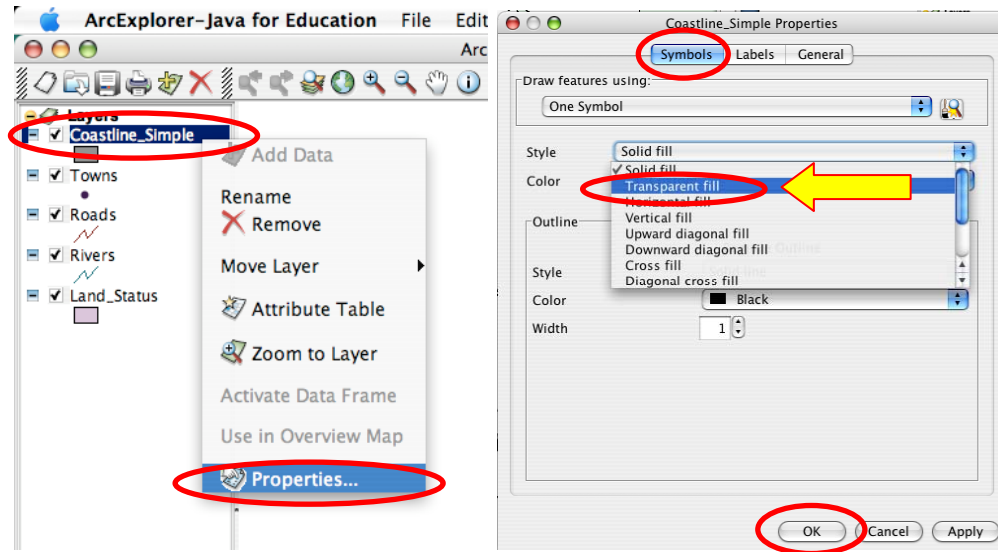 ArcExplorer-Java for Education File Edit
Arc
Layers
Coastline_Simple
Towns
Roads
Rivers
Land_Status
Add Data
Rename
Remove
Move Layer
Attribute Table
Zoom to Layer
Activate Data Frame
Use in Overview Map
Properties...
Coastline_Simple Properties
Symbols Labels General
Draw features using:
One Symbol
Style Solid fill
Color
Solid fill
Transparent fill
Horizontal fill
Vertical fill
Upward diagonal fill
Downward diagonal fill
Cross fill
Diagonal cross fill
Outline
Style
Color Black
Width 1
OK Cancel Apply